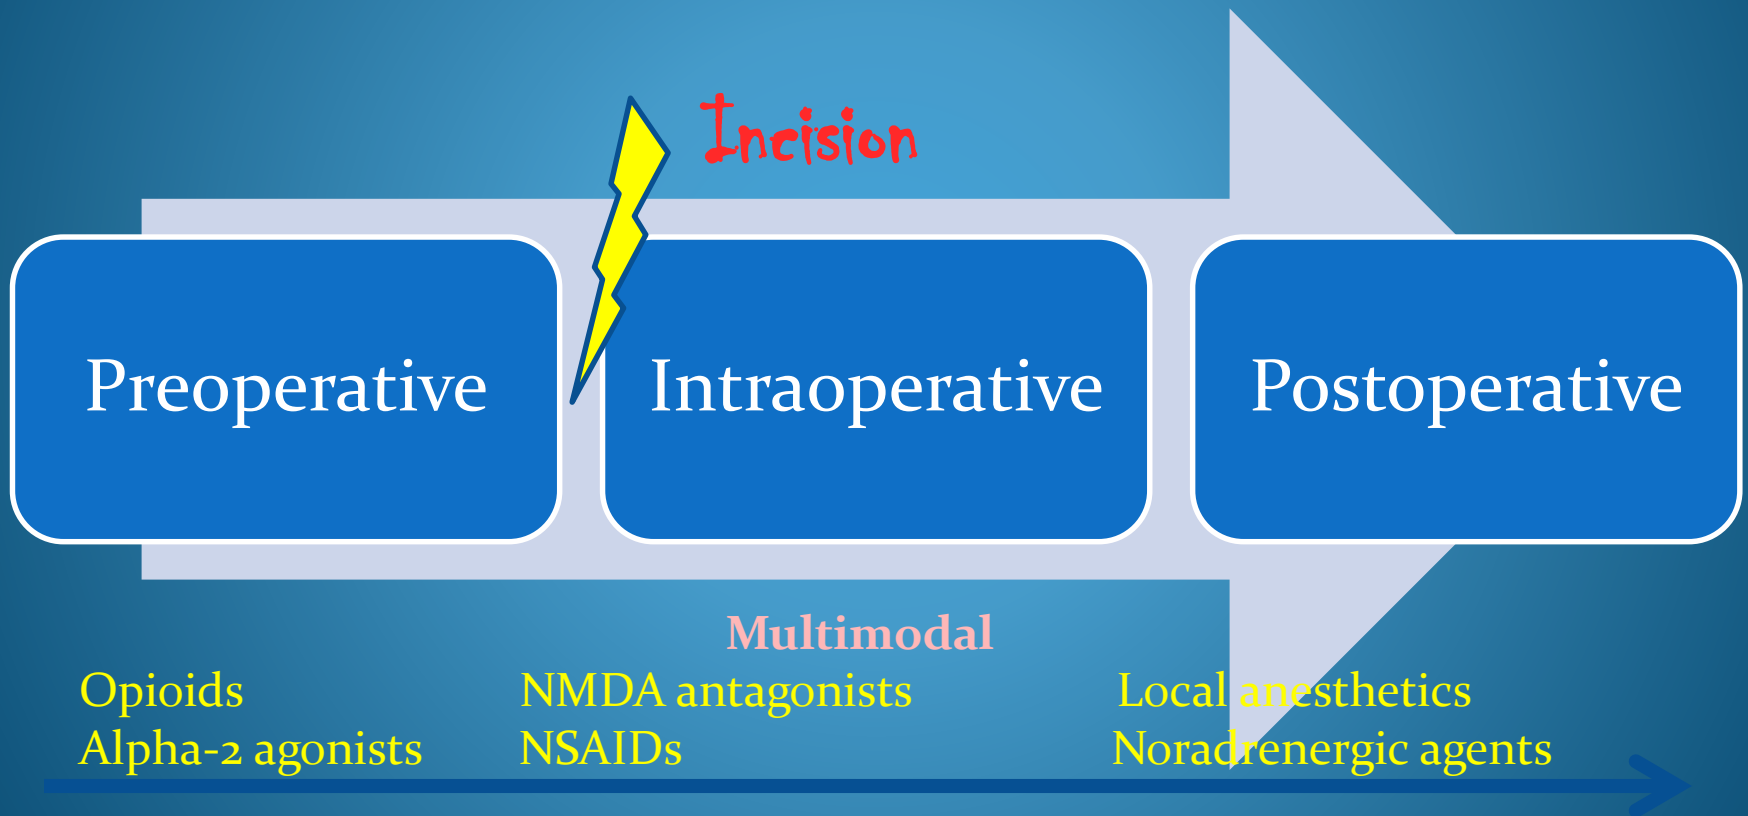 Incision
Preoperative Intraoperative Postoperative
Multimodal
Opioids NMDA antagonists Local anesthetics
Alpha-2 agonists NSAIDs Noradrenergic agents